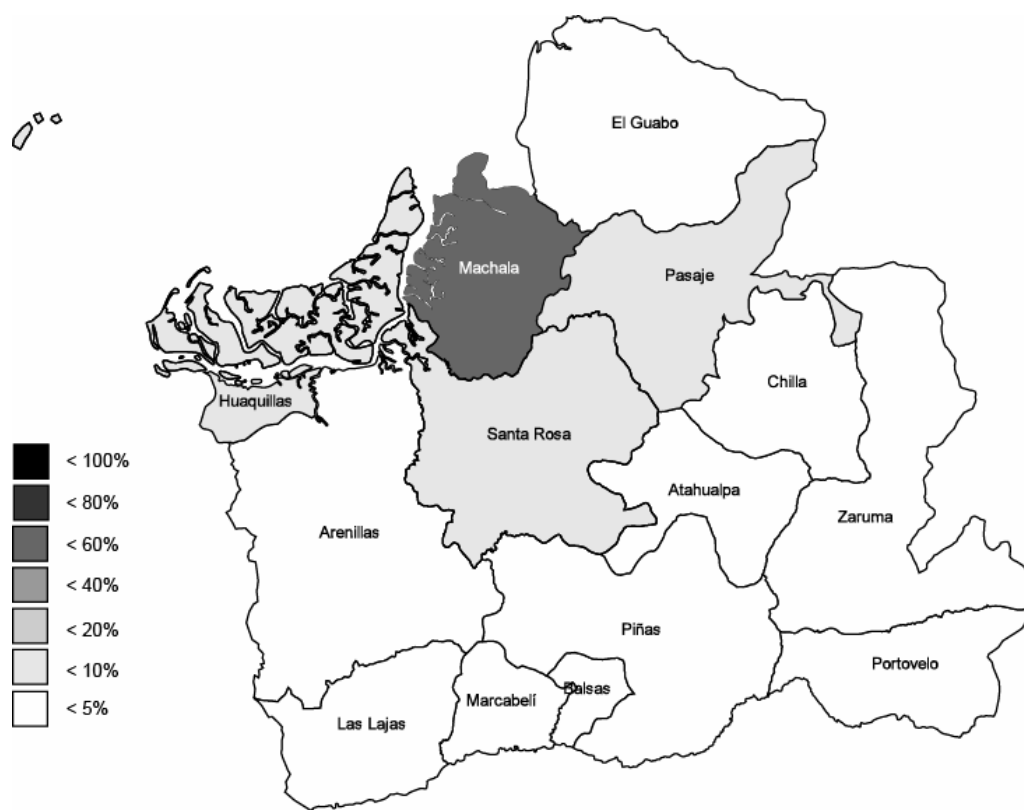 El Guabo
Machala
Pasaje
Chilla
Huaquillas
Santa Rosa
Atahualpa
Zaruma
Arenillas
Piñas
Portovelo
Balsas
Marcabelí
Las Lajas
< 100%
< 80%
< 60%
< 40%
< 20%
< 10%
< 5%